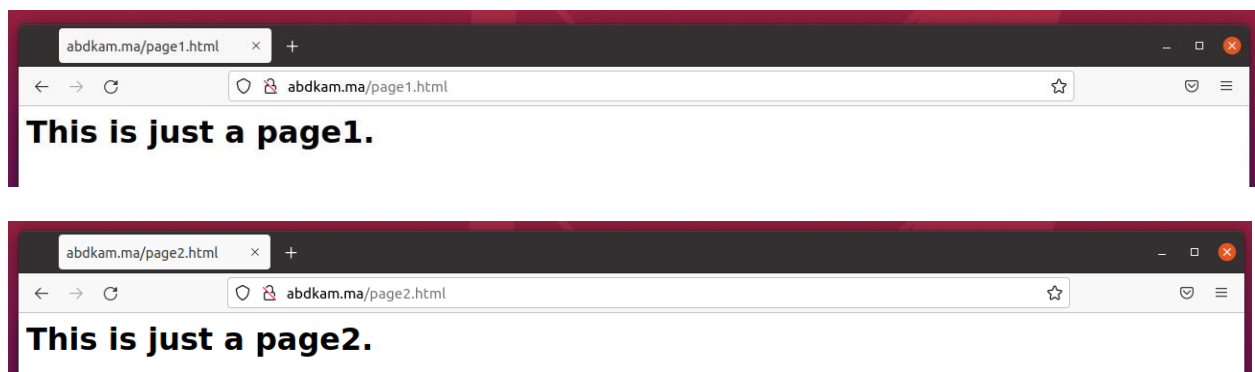 abdkam.ma/page1.html
abdkam.ma/page1.html
This is just a page1.
abdkam.ma/page2.html
abdkam.ma/page2.html
This is just a page2.